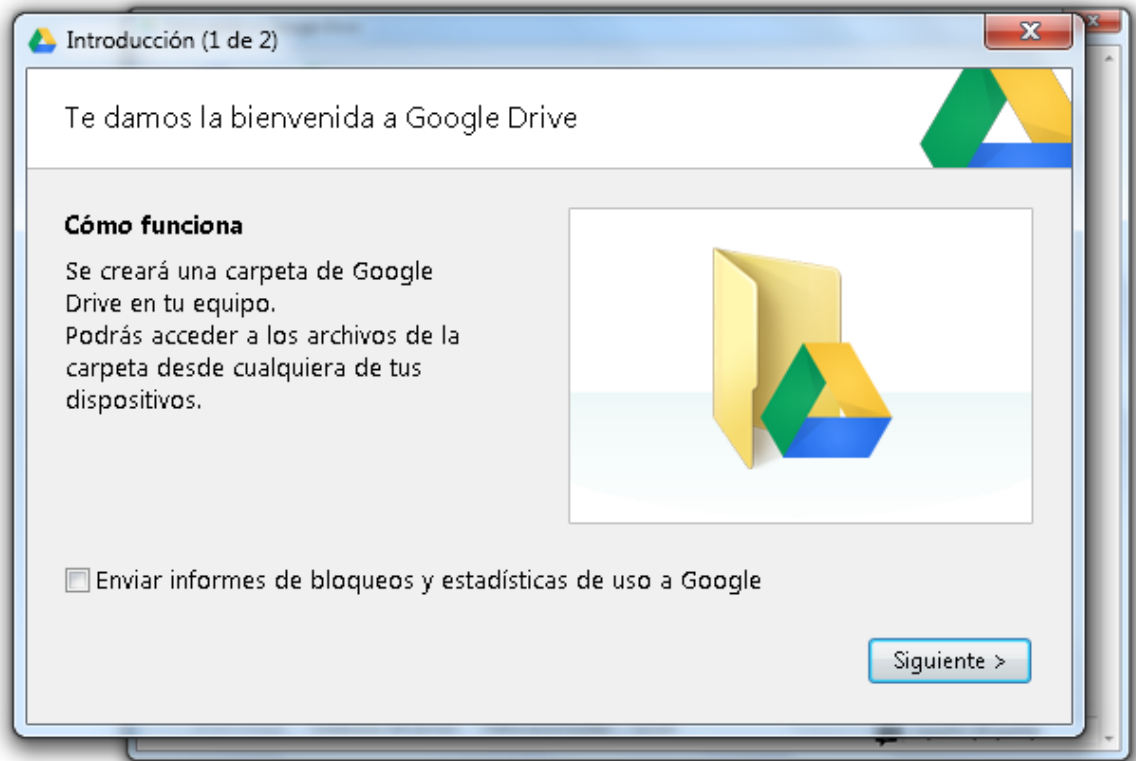 Introducción (1 de 2)
Te damos la bienvenida a Google Drive
Cómo funciona
Se creará una carpeta de Google
Drive en tu equipo.
Podrás acceder a los archivos de la
carpeta desde cualquiera de tus
dispositivos.
Enviar informes de bloqueos y estadísticas de uso a Google
Siguiente >